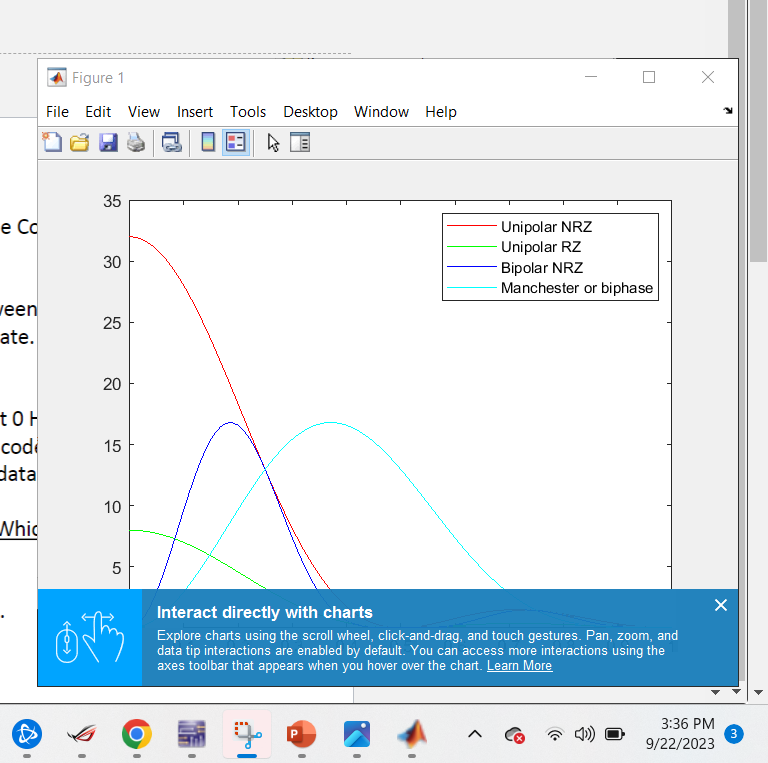 Figure 1
File Edit View Insert Tools Desktop Window Help
e Co
ween
ate.
t 0 H
code
data
Whic
.
35
30
25
20
15
10
5
Unipolar NRZ
Unipolar RZ
Bipolar NRZ
Manchester or biphase
Interact directly with charts
Explore charts using the scroll wheel, click-and-drag, and touch gestures. Pan, zoom, and
data tip interactions are enabled by default. You can access more interactions using the
axes toolbar that appears when you hover over the chart. Learn More
3:36 PM
9/22/2023
3